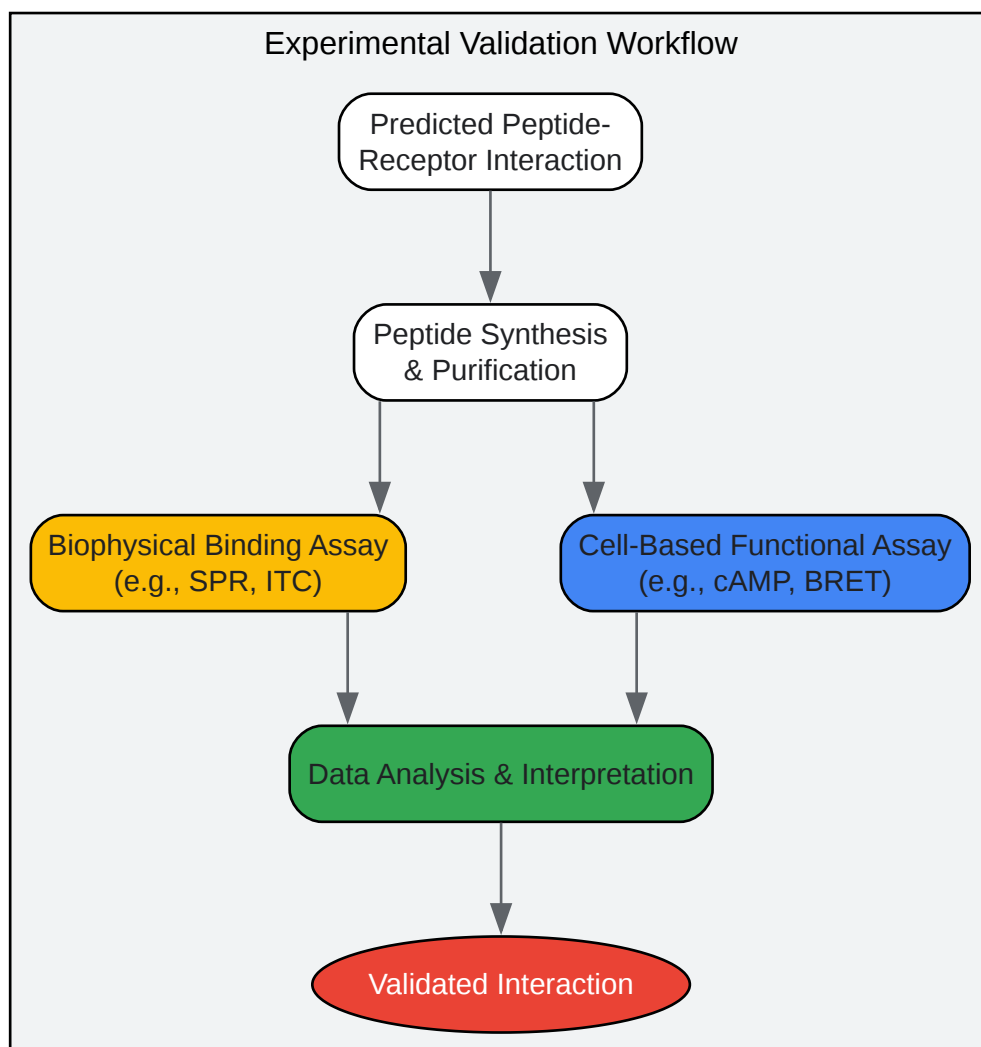 Experimental Validation Workflow
Predicted Peptide-
Receptor Interaction
Peptide Synthesis
& Purification
Biophysical Binding Assay
(e.g., SPR, ITC)
Cell-Based Functional Assay
(e.g., cAMP, BRET)
Data Analysis & Interpretation
Validated Interaction